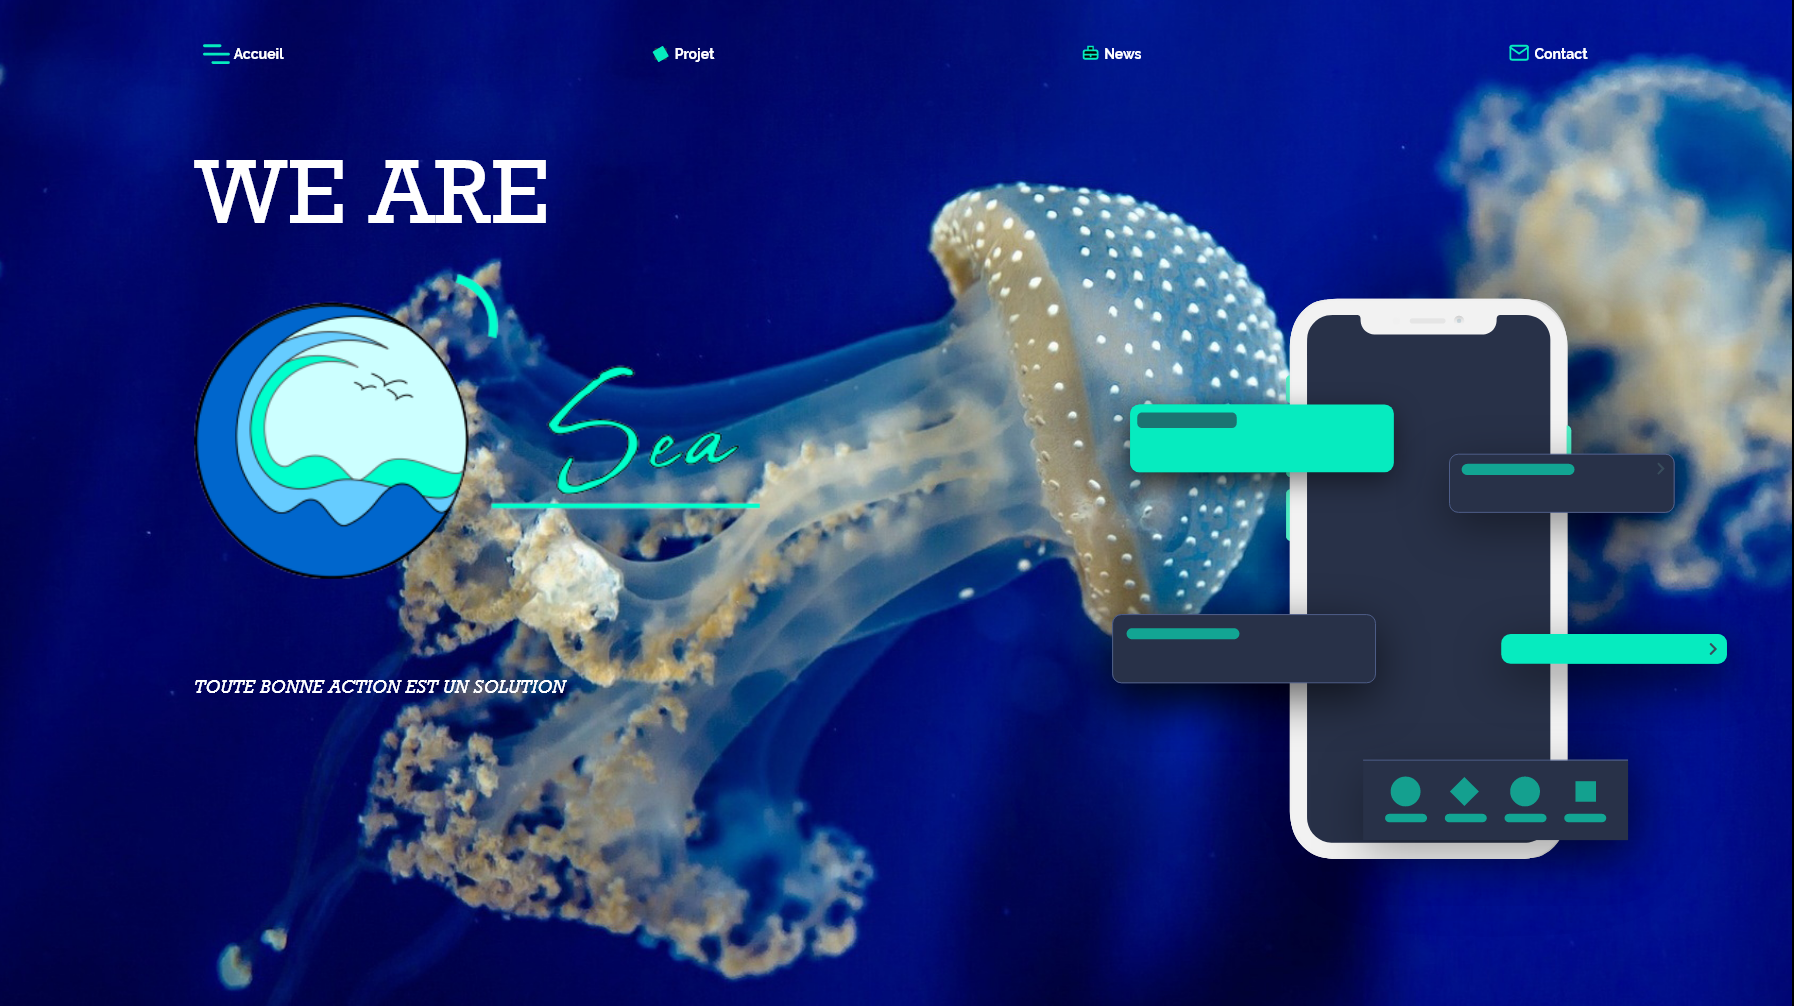 Accueil
Projet
News
Contact
WE ARE
Sea
TOUTE BONNE ACTION EST UN SOLUTION